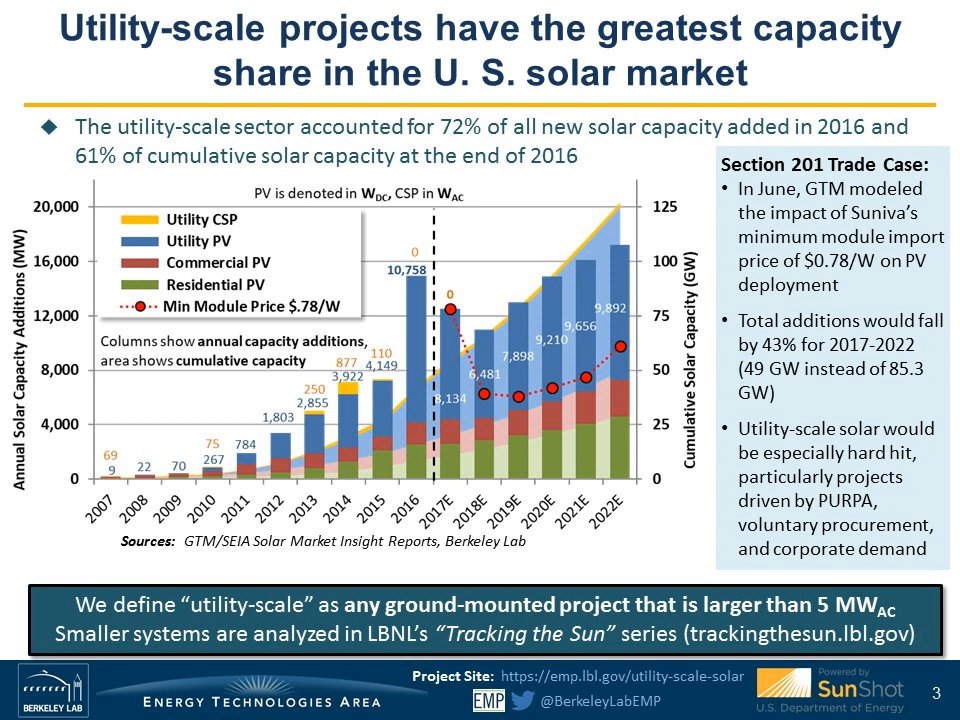 Utility-scale projects have the greatest capacity
share in the U. S. solar market
◆ The utility-scale sector accounted for 72% of all new solar capacity added in 2016 and
61% of cumulative solar capacity at the end of 2016
PV is denoted in WDC, CSP in WAC
Annual Solar Capacity Additions (MW)
20,000
16,000
12,000
8,000
4,000
0
Utility CSP
Utility PV
Commercial PV
Residential PV
Min Module Price $.78/W
Columns show annual capacity additions,
area shows cumulative capacity
69
9
22
70
75
267
784
1,803
250
2,855
877
3,922
110
4,149
0
10,758
0
8,134
6,481
7,898
9,210
9,656
9,892
125
100
75
50
25
0
Cumulative Solar Capacity (GW)
2007
2008
2009
2010
2011
2012
2013
2014
2015
2016
2017E
2018E
2019E
2020E
2021E
2022E
Sources: GTM/SEIA Solar Market Insight Reports, Berkeley Lab
Section 201 Trade Case:
• In June, GTM modeled
the impact of Suniva’s
minimum module import
price of $0.78/W on PV
deployment
• Total additions would fall
by 43% for 2017-2022
(49 GW instead of 85.3
GW)
• Utility-scale solar would
be especially hard hit,
particularly projects
driven by PURPA,
voluntary procurement,
and corporate demand
We define “utility-scale” as any ground-mounted project that is larger than 5 MWAC
Smaller systems are analyzed in LBNL’s “Tracking the Sun” series (trackingthesun.lbl.gov)
BERKELEY LAB
ENERGY TECHNOLOGIES AREA
Project Site: https://emp.lbl.gov/utility-scale-solar
EMP @BerkeleyLabEMP
Powered by
SunShot
U.S. Department of Energy
3